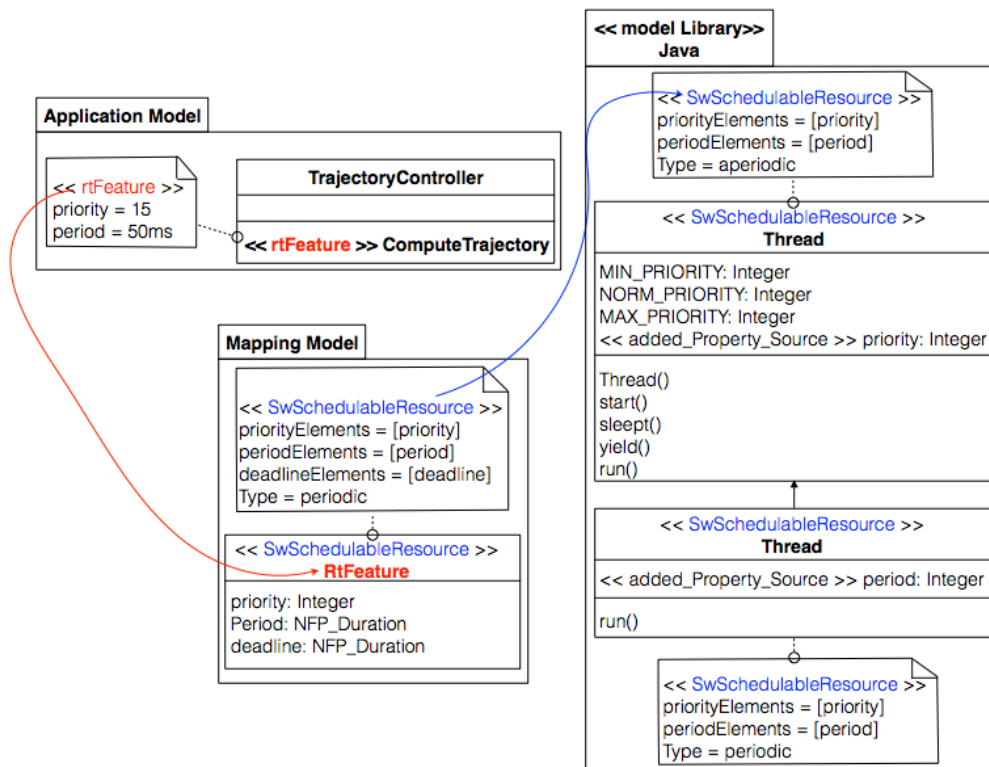 Application Model
<< rtFeature >>
priority = 15
period = 50ms
TrajectoryController
<< rtFeature >> ComputeTrajectory
Mapping Model
<< SwSchedulableResource >>
priorityElements = [priority]
periodElements = [period]
deadlineElements = [deadline]
Type = periodic
<< SwSchedulableResource >>
RtFeature
priority: Integer
Period: NFP_Duration
deadline: NFP_Duration
<< model Library>>
Java
<< SwSchedulableResource >>
priorityElements = [priority]
periodElements = [period]
Type = aperiodic
<< SwSchedulableResource >>
Thread
MIN_PRIORITY: Integer
NORM_PRIORITY: Integer
MAX_PRIORITY: Integer
<< added_Property_Source >> priority: Integer
Thread()
start()
sleept()
yield()
run()
<< SwSchedulableResource >>
Thread
<< added_Property_Source >> period: Integer
run()
<< SwSchedulableResource >>
priorityElements = [priority]
periodElements = [period]
Type = periodic